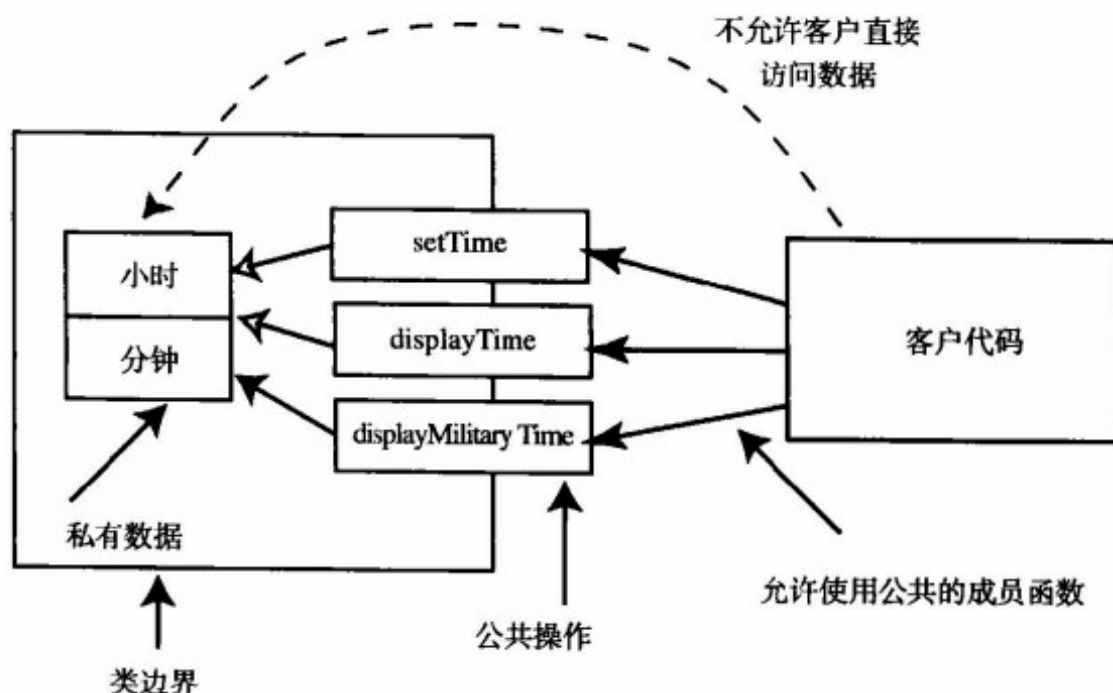 不允许客户直接
访问数据
setTime
小时
displayTime
客户代码
分钟
displayMilitary Time
私有数据
允许使用公共的成员函数
公共操作
类边界